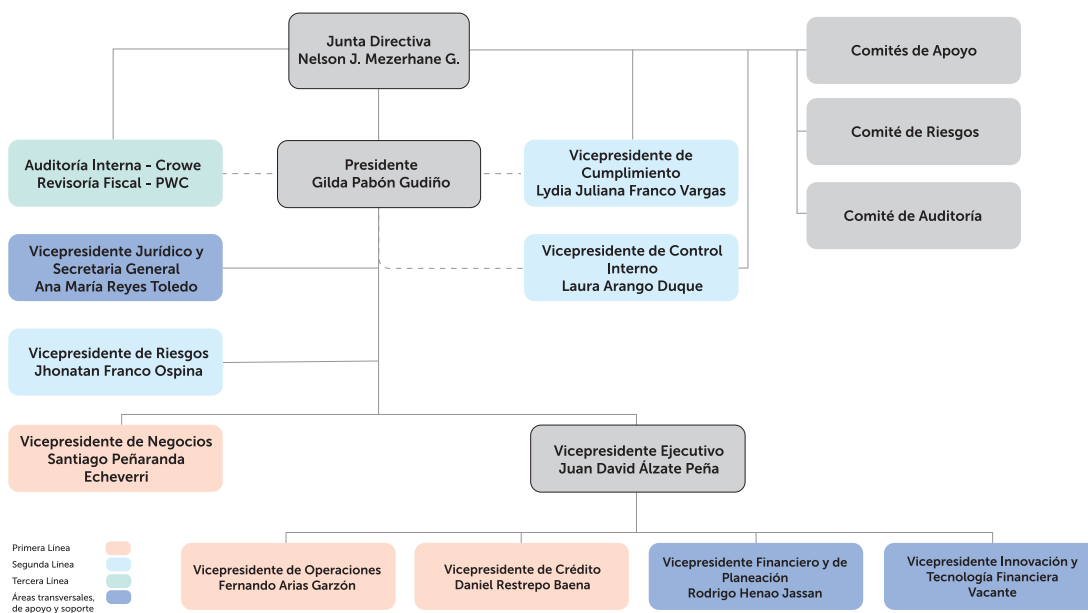 Junta Directiva
Nelson J. Mezerhane G.
Comités de Apoyo
Comité de Riesgos
Comité de Auditoría
Auditoría Interna - Crowe
Revisoría Fiscal - PWC
Presidente
Gilda Pabón Gudiño
Vicepresidente de
Cumplimiento
Lydia Juliana Franco Vargas
Vicepresidente Jurídico y
Secretaria General
Ana María Reyes Toledo
Vicepresidente de Control
Interno
Laura Arango Duque
Vicepresidente de Riesgos
Jhonatan Franco Ospina
Vicepresidente de Negocios
Santiago Peñaranda
Echeverri
Vicepresidente Ejecutivo
Juan David Álzate Peña
Primera Línea
Segunda Línea
Tercera Línea
Áreas transversales,
de apoyo y soporte
Vicepresidente de Operaciones
Fernando Arias Garzón
Vicepresidente de Crédito
Daniel Restrepo Baena
Vicepresidente Financiero y de
Planeación
Rodrigo Henao Jassan
Vicepresidente Innovación y
Tecnología Financiera
Vacante